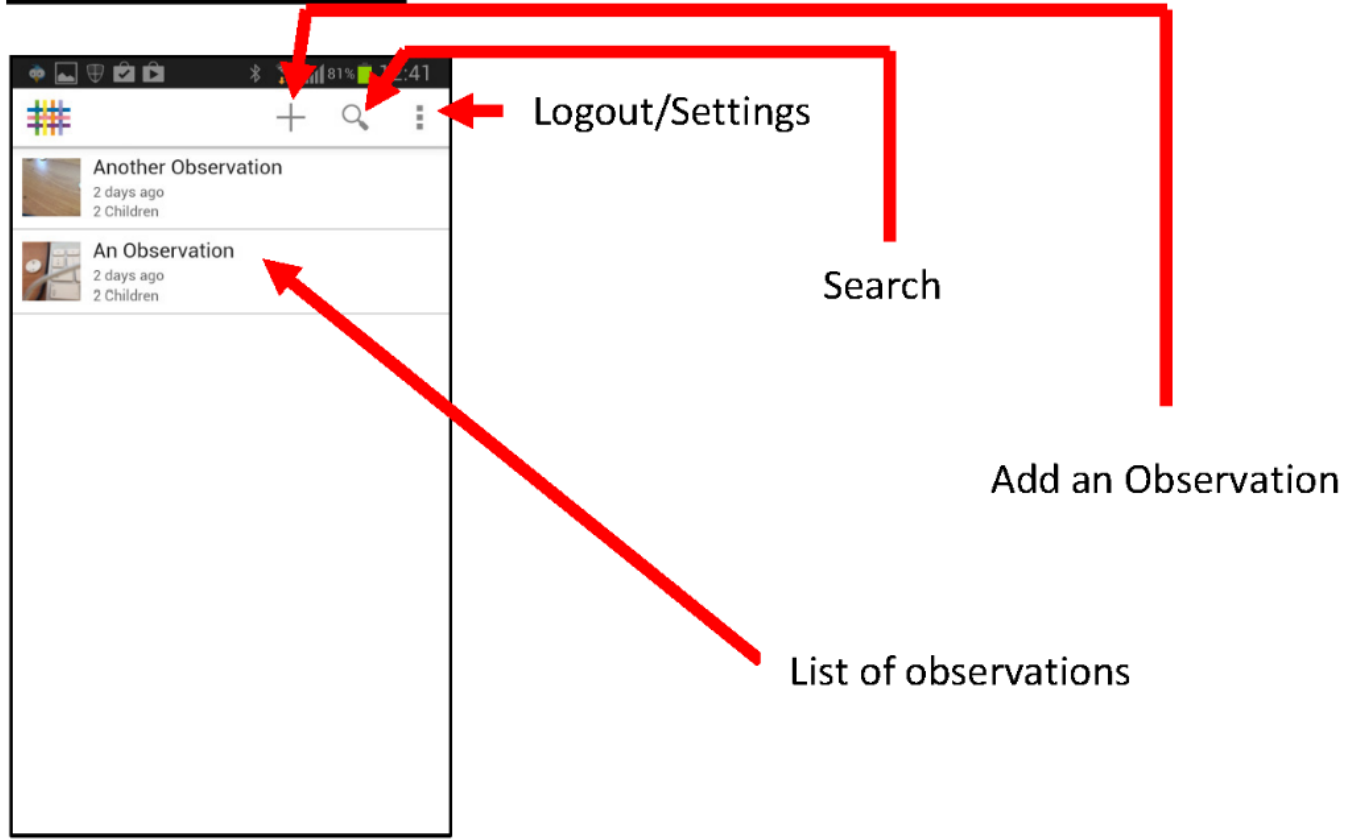 81%
:41
Logout/Settings
Another Observation
2 days ago
2 Children
An Observation
2 days ago
2 Children
Search
Add an Observation
List of observations